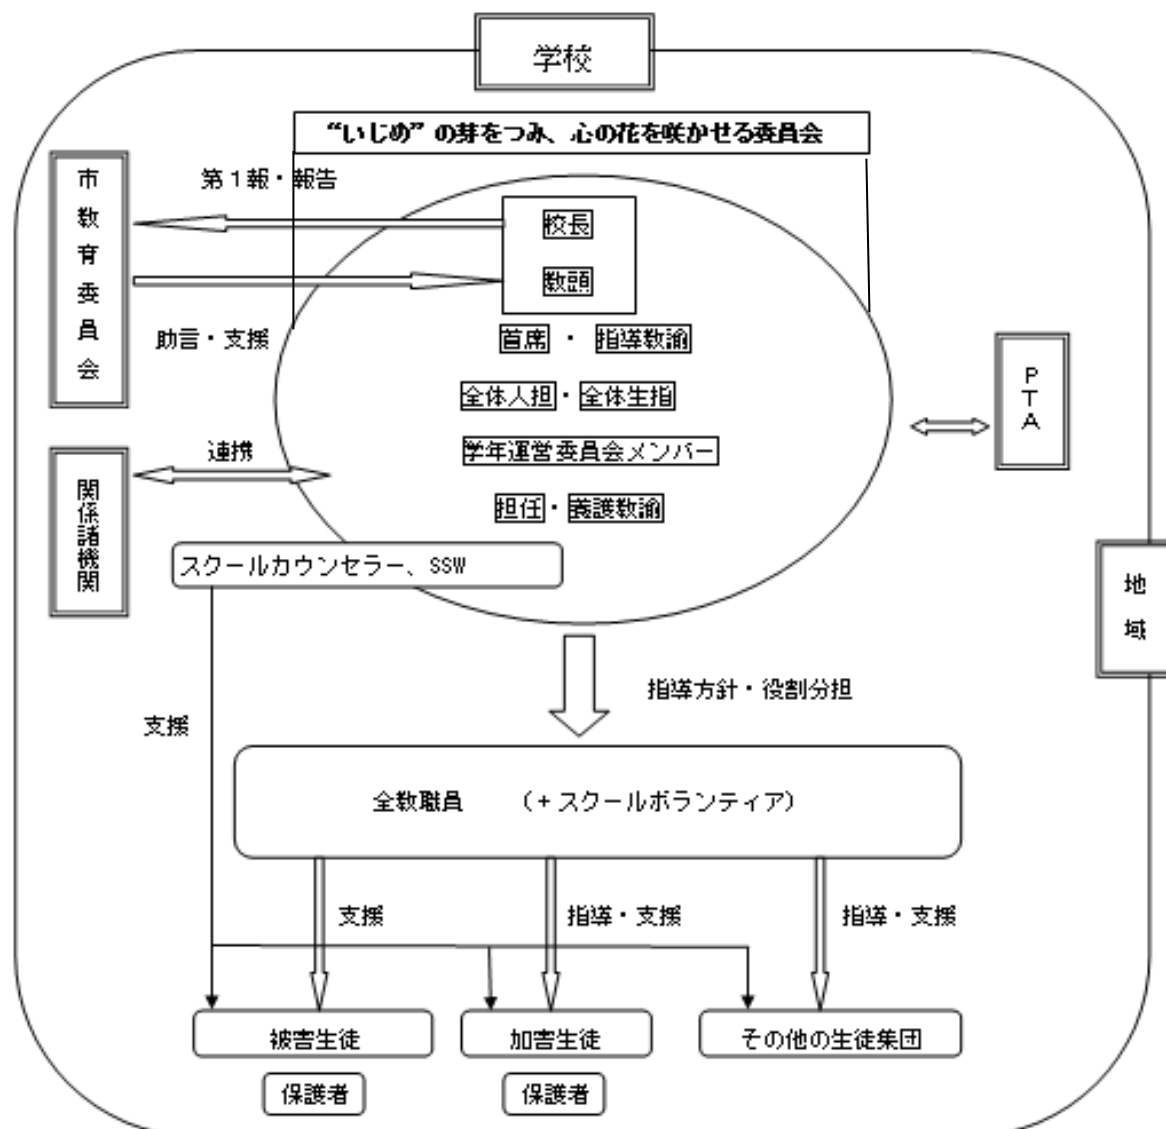 学校
“いじめ”の芽をつみ、心の花を咲かせる委員会
市教育委員会
第1報・報告
校長
教頭
助言・支援
首席・指導教諭
全体人担・全体生指
PTA
連携
学年運営委員会メンバー
関係諸機関
担任・養護教諭
スクールカウンセラー、SSW
地域
指導方針・役割分担
支援
全教職員 (+スクールボランティア)
支援
指導・支援
指導・支援
被害生徒
加害生徒
その他の生徒集団
保護者
保護者